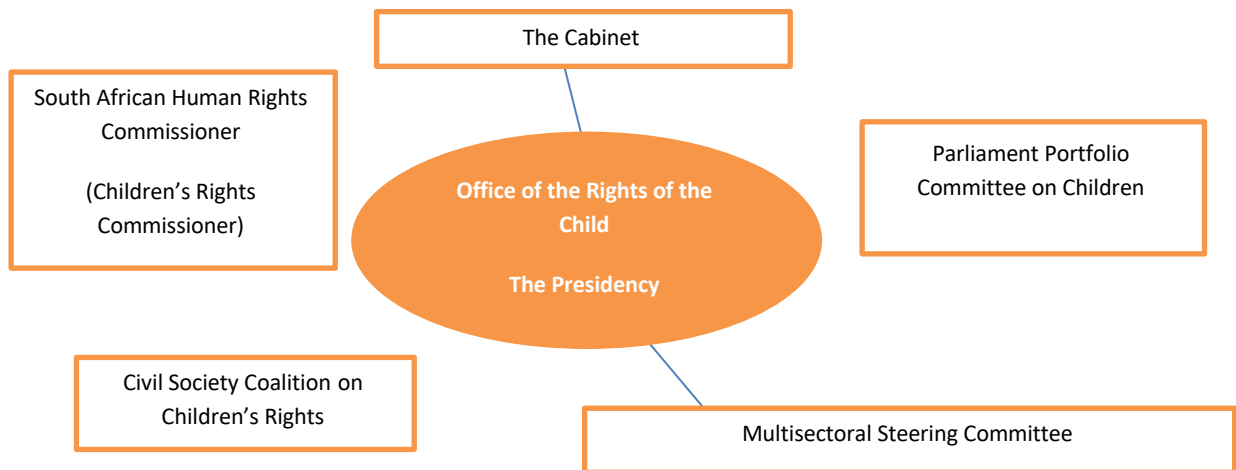 The Cabinet
South African Human Rights
Commissioner
(Children’s Rights
Commissioner)
Office of the Rights of the
Child
The Presidency
Parliament Portfolio
Committee on Children
Civil Society Coalition on
Children’s Rights
Multisectoral Steering Committee